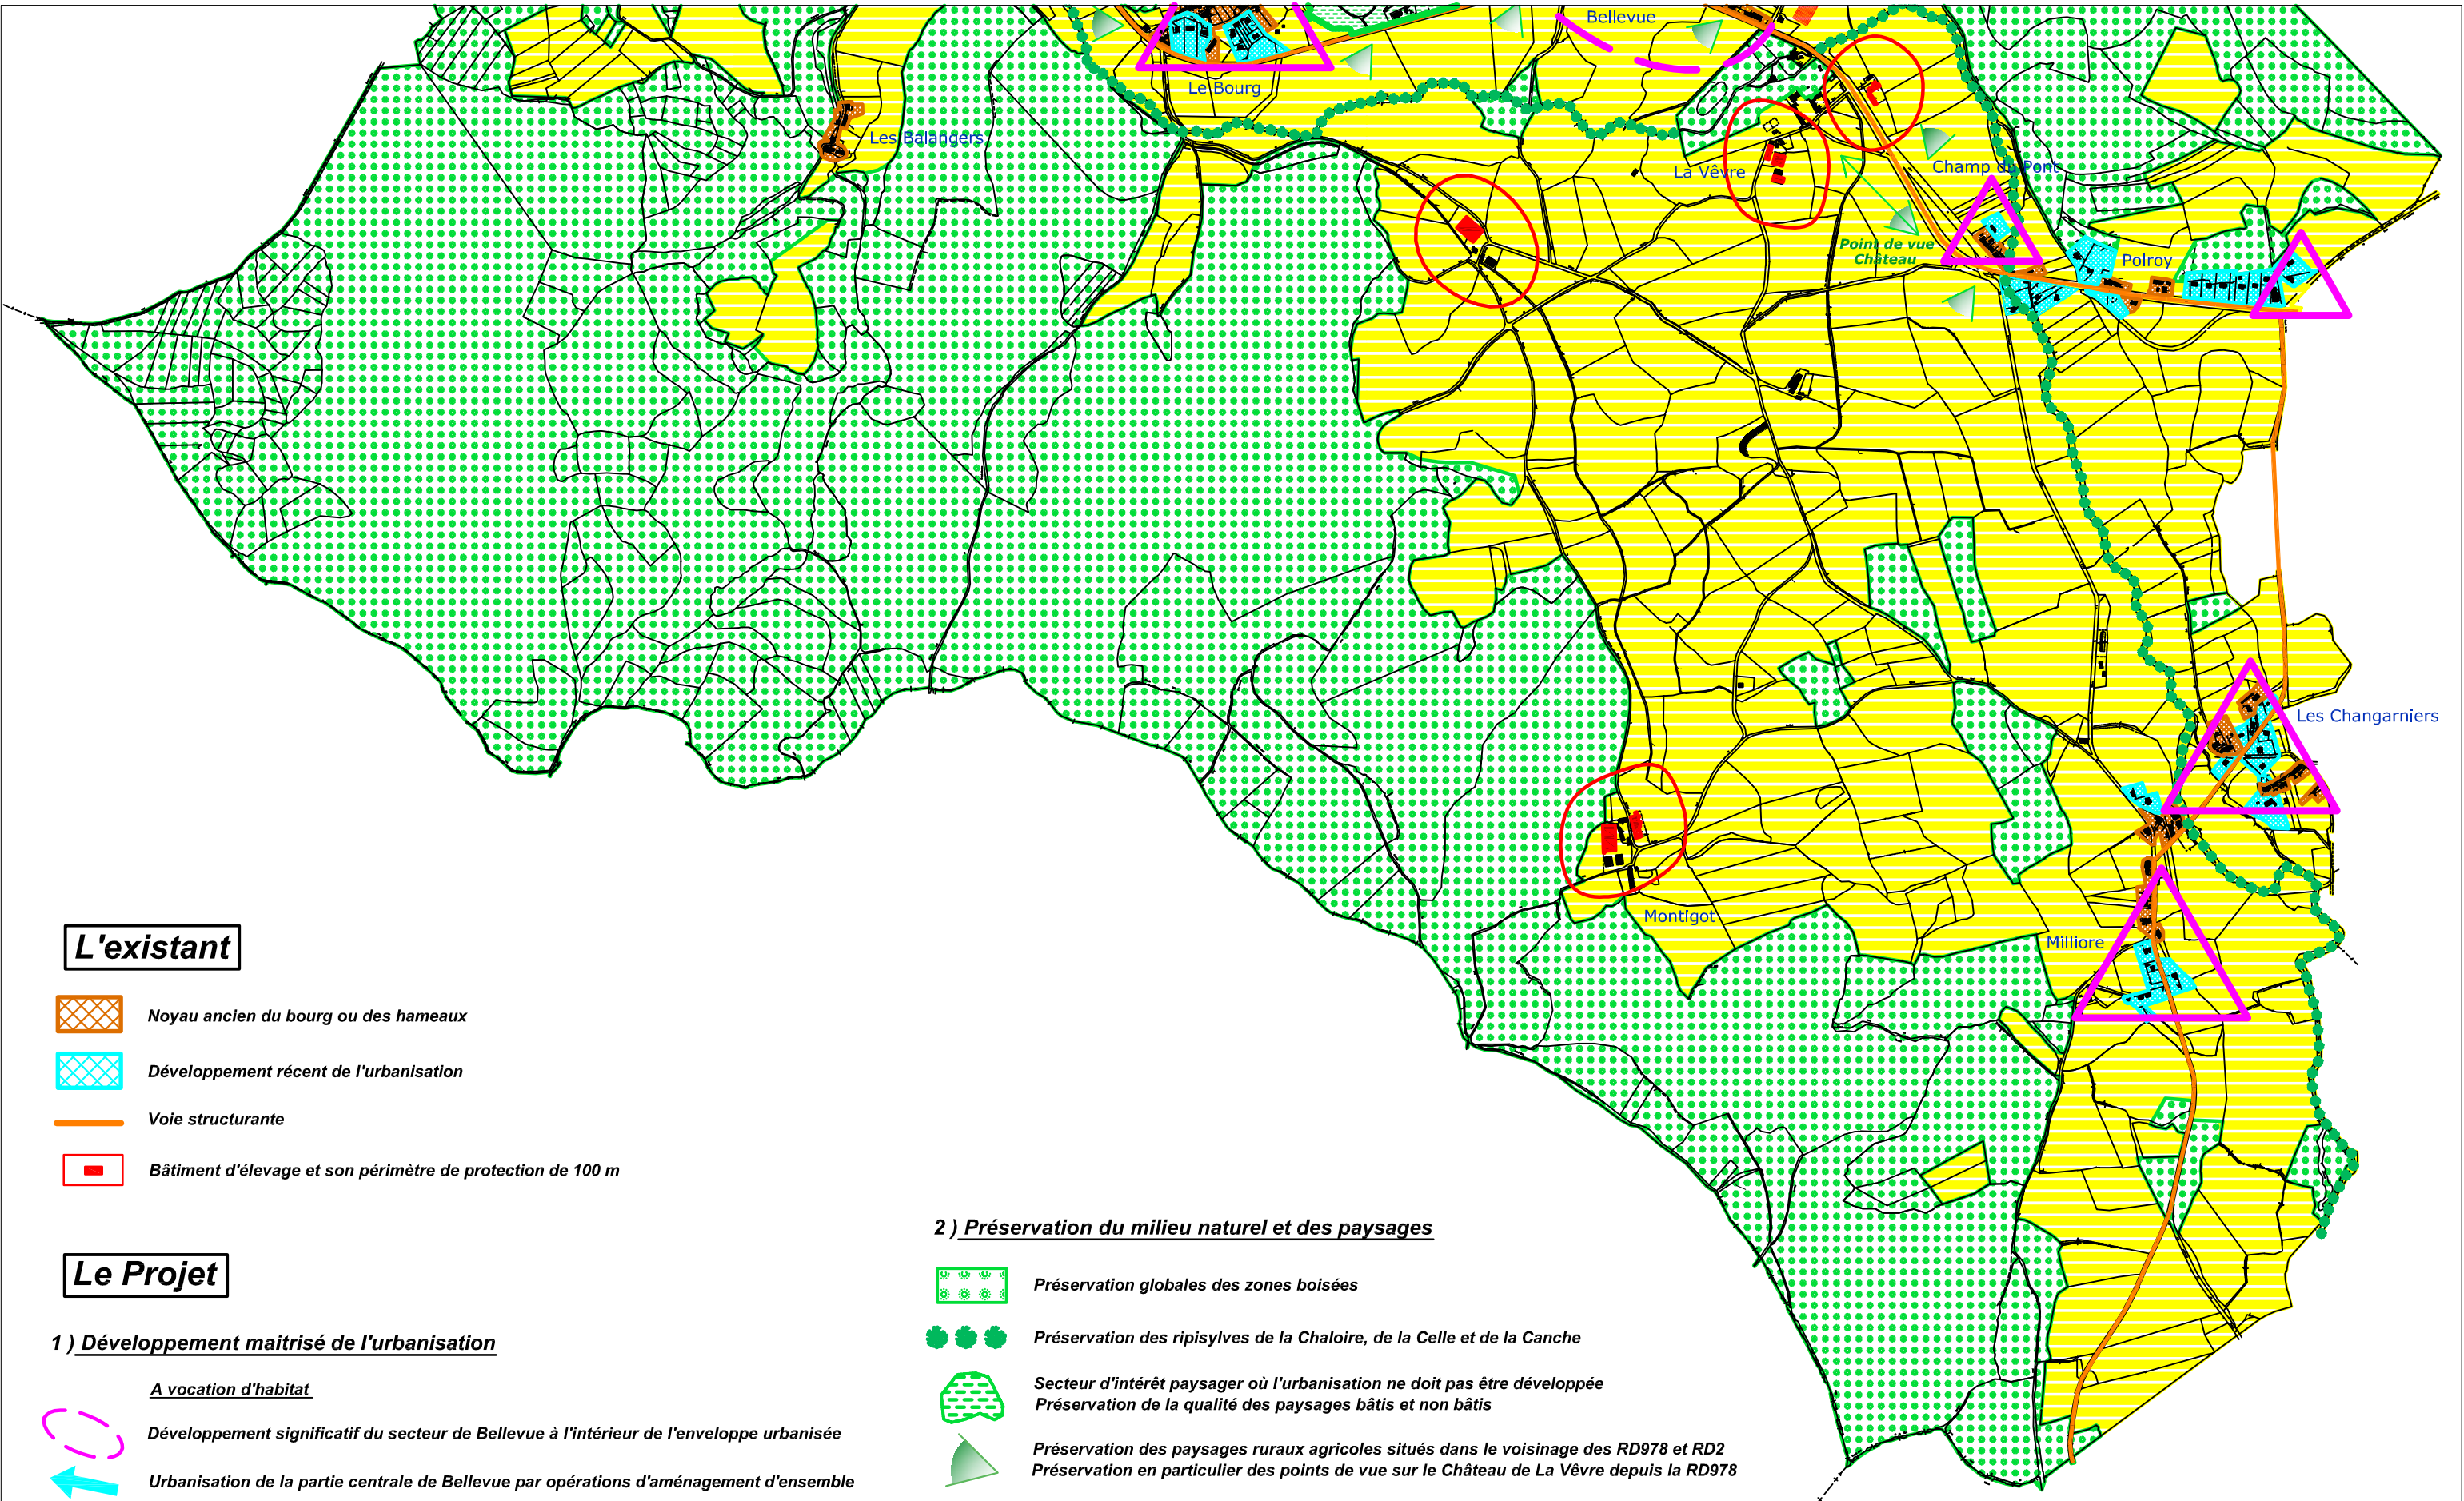 Bellevue
Le Bourg
Les Balangers
La Vêvre
Champ du Pont
Point de vue
Château
Polroy
Les Changarniers
Montigot
Milliore
L'existant
Noyau ancien du bourg ou des hameaux
Développement récent de l'urbanisation
Voie structurante
Bâtiment d'élevage et son périmètre de protection de 100 m
Le Projet
1 ) Développement maitrisé de l'urbanisation
A vocation d'habitat
Développement significatif du secteur de Bellevue à l'intérieur de l'enveloppe urbanisée
Urbanisation de la partie centrale de Bellevue par opérations d'aménagement d'ensemble
2 ) Préservation du milieu naturel et des paysages
Préservation globales des zones boisées
Préservation des ripisylves de la Chaloire, de la Celle et de la Canche
Secteur d'intérêt paysager où l'urbanisation ne doit pas être développée
Préservation de la qualité des paysages bâtis et non bâtis
Préservation des paysages ruraux agricoles situés dans le voisinage des RD978 et RD2
Préservation en particulier des points de vue sur le Château de La Vêvre depuis la RD978